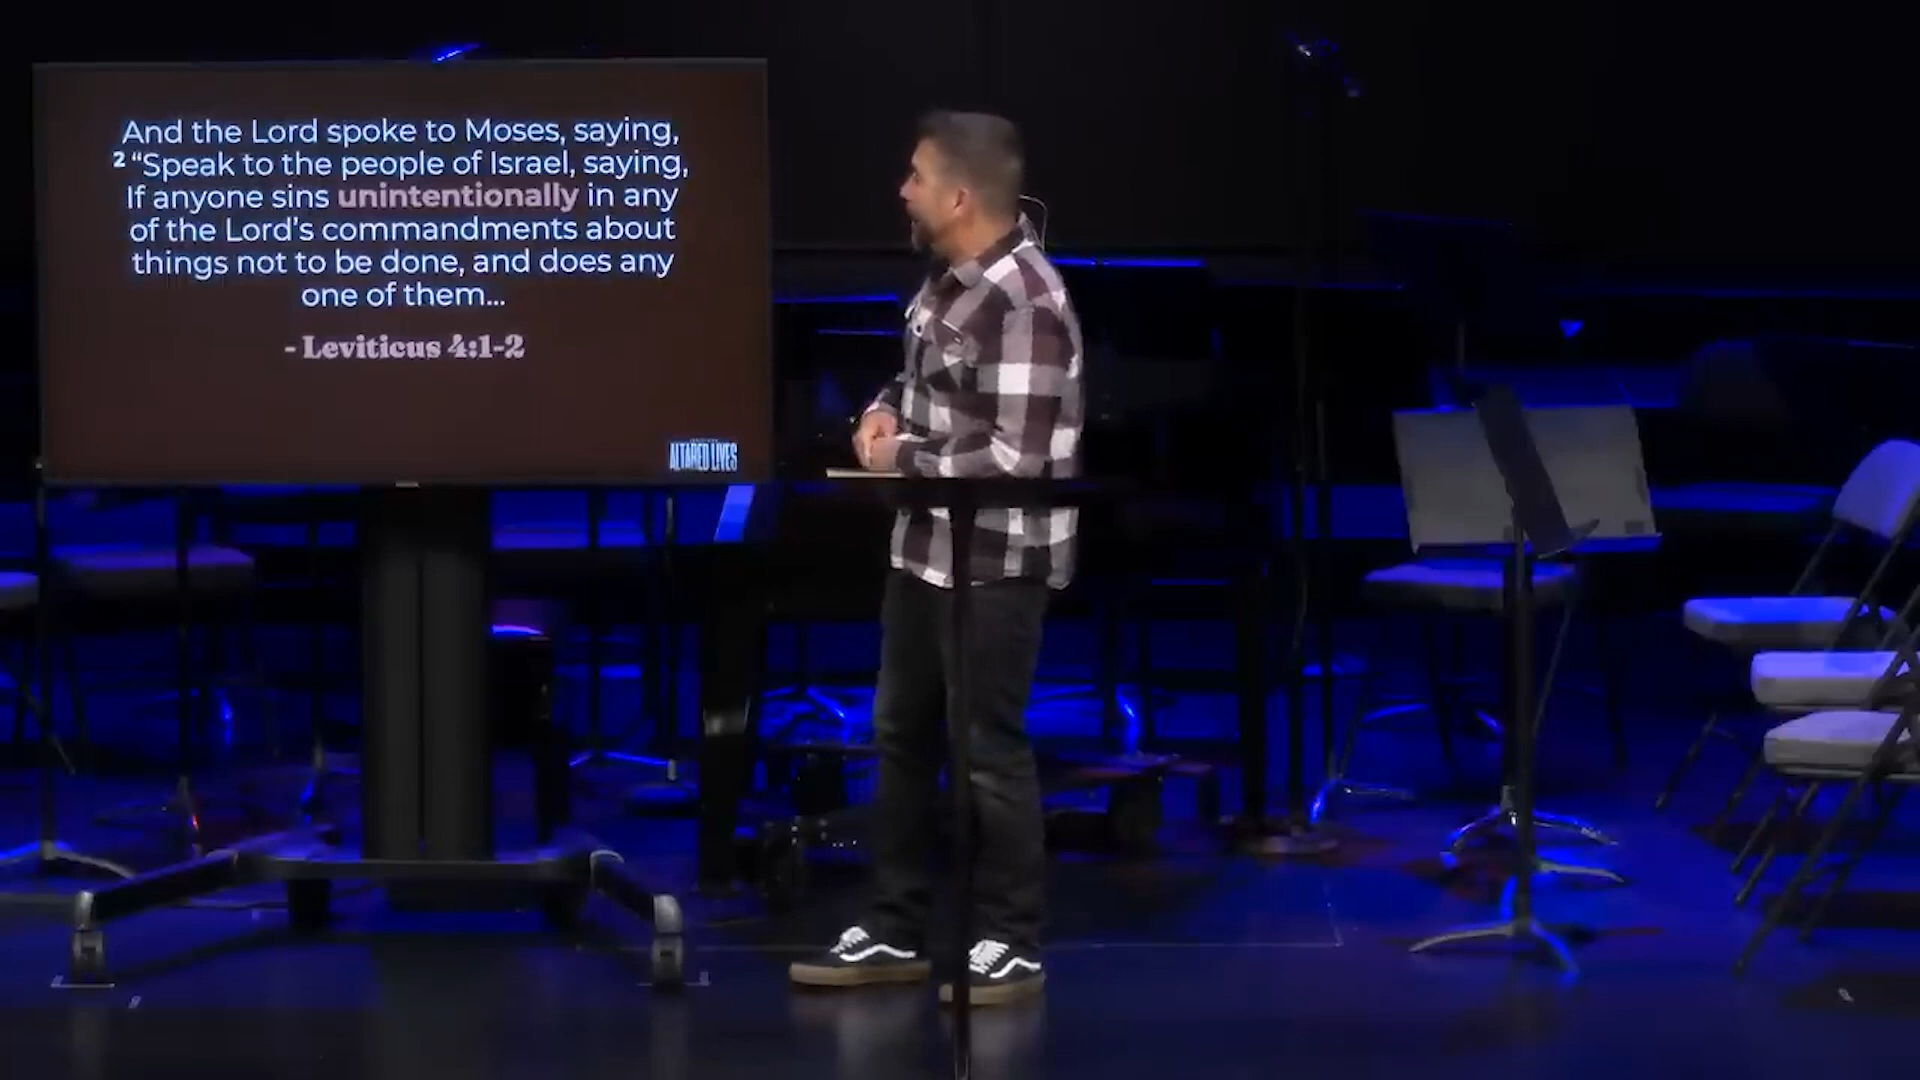 And the Lord spoke to Moses, saying,
² “Speak to the people of Israel, saying,
If anyone sins unintentionally in any
of the Lord’s commandments about
things not to be done, and does any
one of them...
- Leviticus 4:1-2
ALTARED LIVES